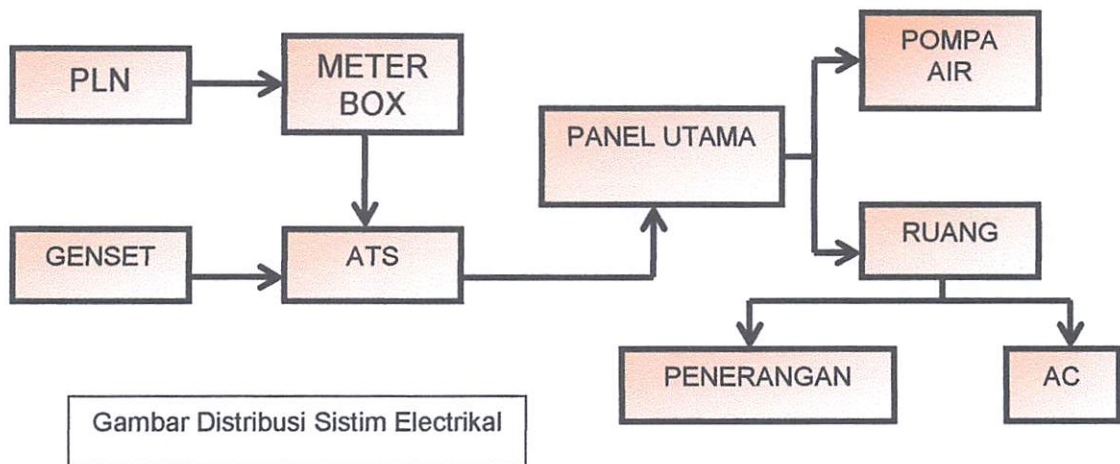 PLN
METER
BOX
POMPA
AIR
PANEL UTAMA
GENSET
ATS
RUANG
PENERANGAN
AC
Gambar Distribusi Sistim Electrikal